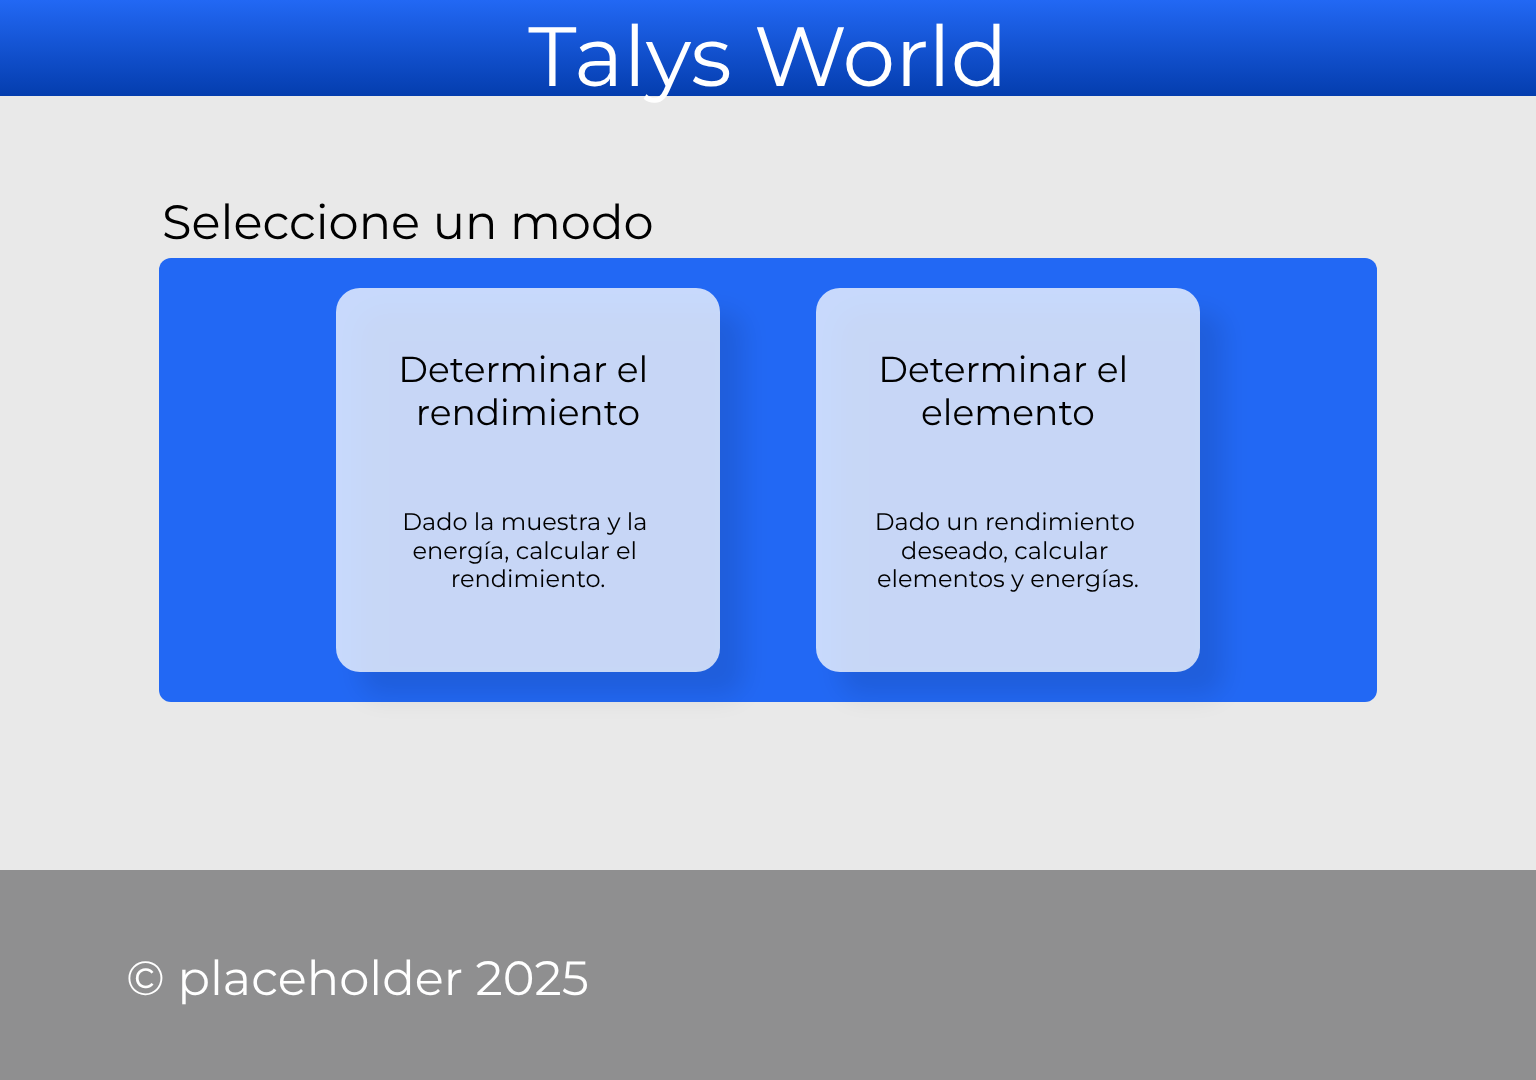 Talys World
Seleccione un modo
Determinar el
rendimiento
Dado la muestra y la
energía, calcular el
rendimiento.
Determinar el
elemento
Dado un rendimiento
deseado, calcular
elementos y energías.
© placeholder 2025